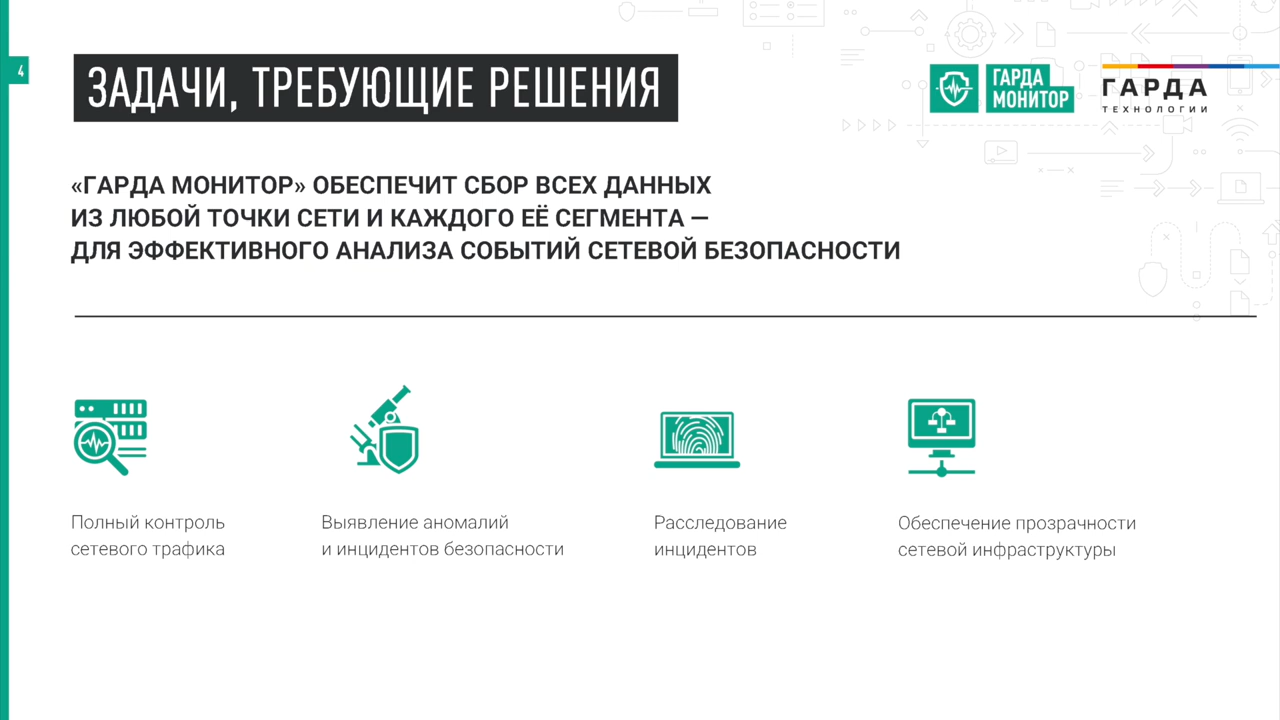 4
ЗАДАЧИ, ТРЕБУЮЩИЕ РЕШЕНИЯ
ГАРДА
МОНИТОР
ГАРДА
ТЕХНОЛОГИИ
«ГАРДА МОНИТОР» ОБЕСПЕЧИТ СБОР ВСЕХ ДАННЫХ
ИЗ ЛЮБОЙ ТОЧКИ СЕТИ И КАЖДОГО ЕЁ СЕГМЕНТА —
ДЛЯ ЭФФЕКТИВНОГО АНАЛИЗА СОБЫТИЙ СЕТЕВОЙ БЕЗОПАСНОСТИ
Полный контроль
сетевого трафика
Выявление аномалий
и инцидентов безопасности
Расследование
инцидентов
Обеспечение прозрачности
сетевой инфраструктуры